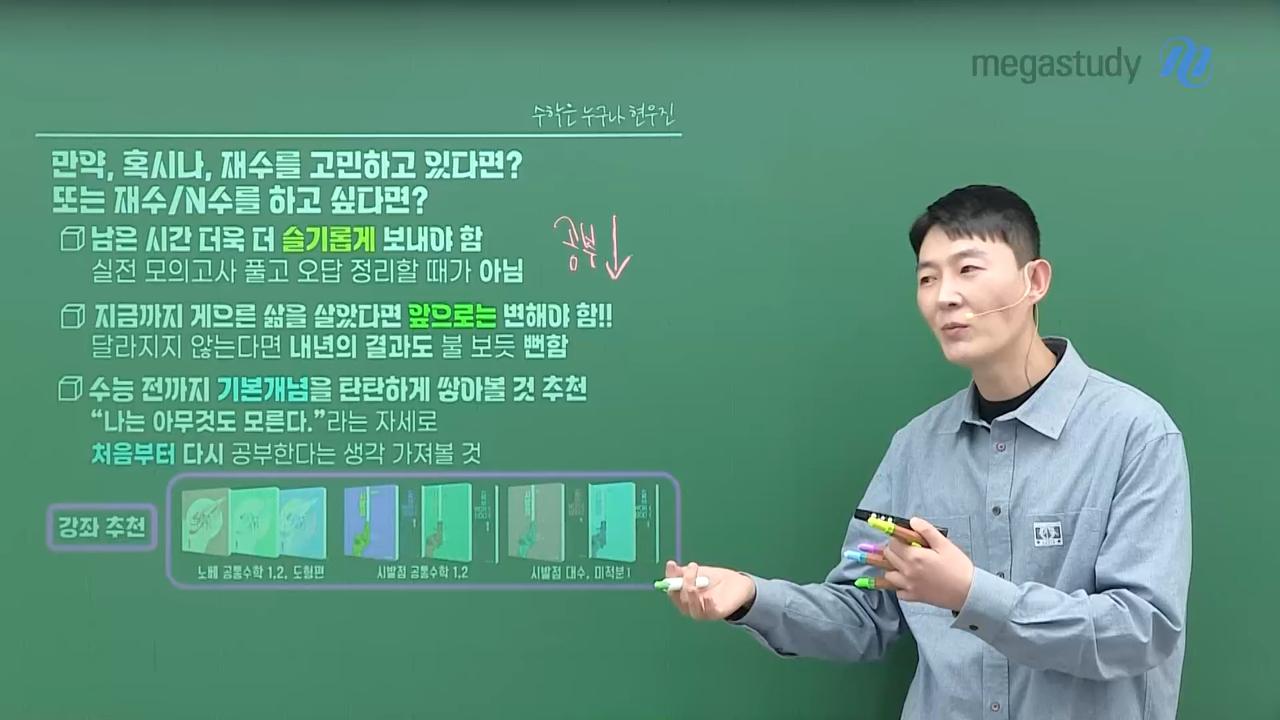 megastudy
수학은 누구나 현우진
만약, 혹시나, 재수를 고민하고 있다면?
또는 재수/N수를 하고 싶다면?
남은 시간 더욱 더 슬기롭게 보내야 함
실전 모의고사 풀고 오답 정리할 때가 아님
공부↓
지금까지 게으른 삶을 살았다면 앞으로는 변해야 함!!
달라지지 않는다면 내년의 결과도 불 보듯 뻔함
수능 전까지 기본개념을 탄탄하게 쌓아볼 것 추천
“나는 아무것도 모른다.”라는 자세로
처음부터 다시 공부한다는 생각 가져볼 것
강좌 추천
노베 공통수학 1,2, 도형편
시발점 공통수학 1,2
시발점 대수, 미적분 1